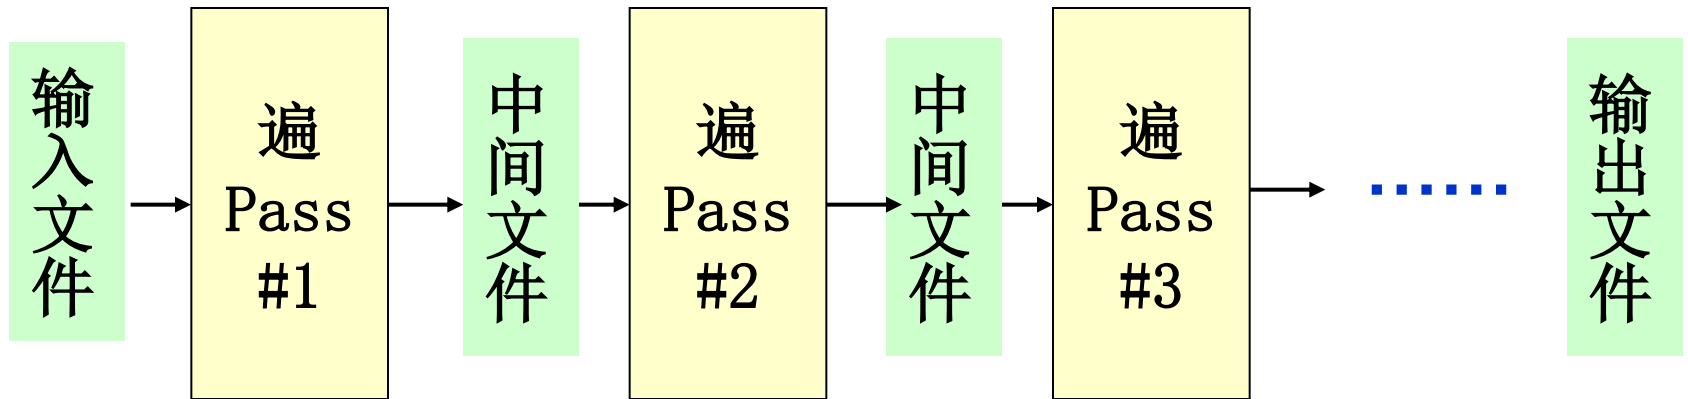 输入文件
遍
Pass
#1
中间文件
遍
Pass
#2
中间文件
遍
Pass
#3
......
输出文件